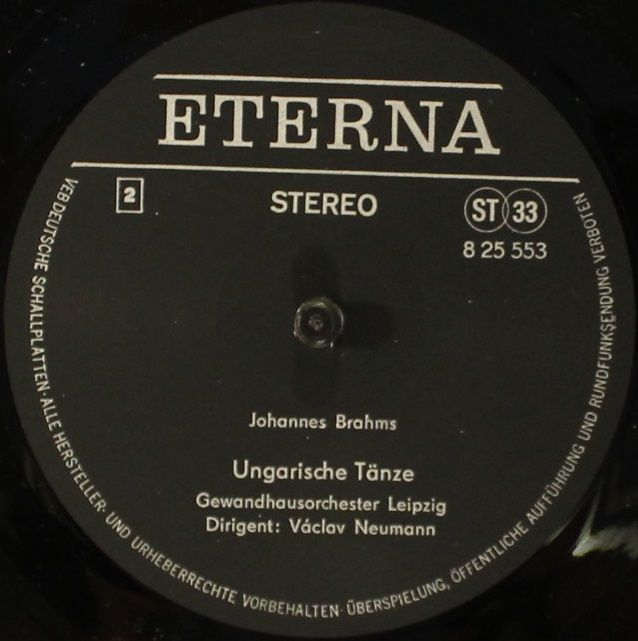 ETERNA
2
STEREO
ST 33
8 25 553
Johannes Brahms
Ungarische Tänze
Gewandhausorchester Leipzig
Dirigent: Václav Neumann
VEB DEUTSCHE SCHALLPLATTEN · ALLE HERSTELLER- UND URHEBERRECHTE VORBEHALTEN · ÜBERSPIELUNG, ÖFFENTLICHE AUFFÜHRUNG UND RUNDFUNKSENDUNG VERBOTEN